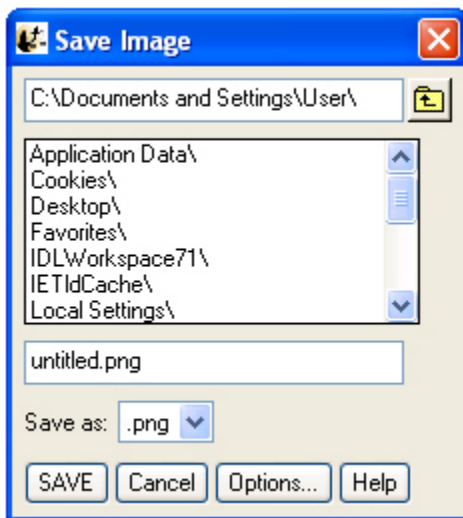 Save Image
C:\Documents and Settings\User\
Application Data\
Cookies\
Desktop\
Favorites\
IDLWorkspace71\
IETldCache\
Local Settings\
untitled.png
Save as: .png
SAVE Cancel Options... Help